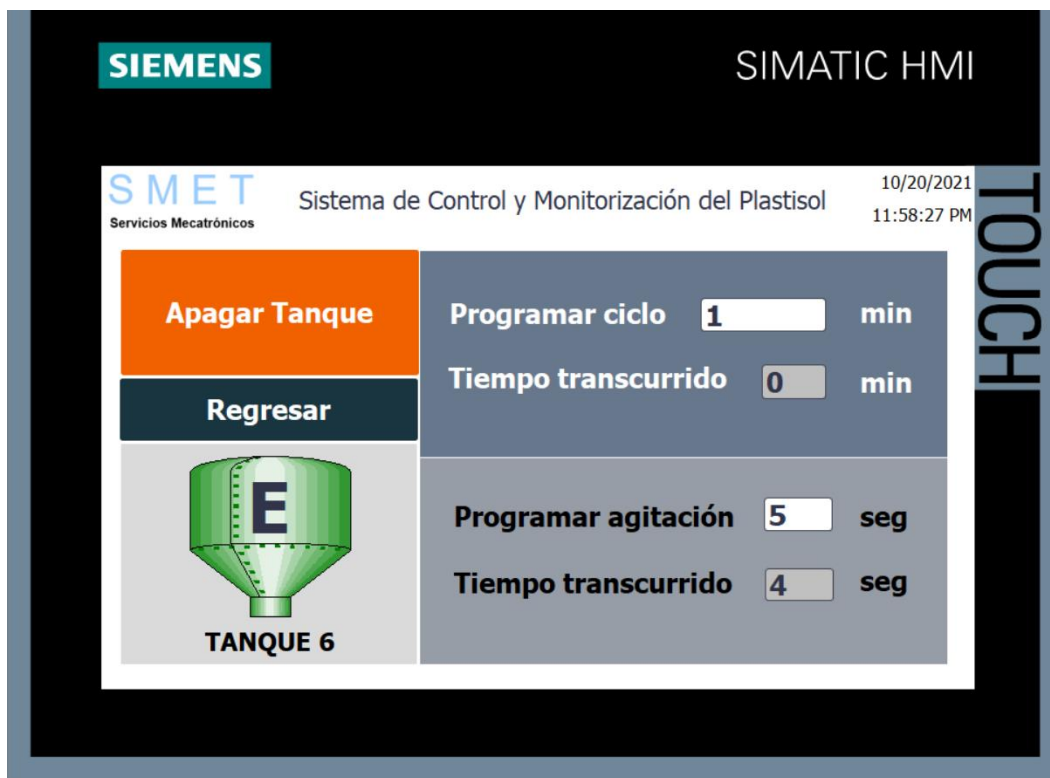 SIEMENS
SIMATIC HMI
TOUCH
S M E T
Servicios Mecatrónicos
Sistema de Control y Monitorización del Plastisol
10/20/2021
11:58:27 PM
Apagar Tanque
Regresar
E
TANQUE 6
Programar ciclo 1 min
Tiempo transcurrido 0 min
Programar agitación 5 seg
Tiempo transcurrido 4 seg